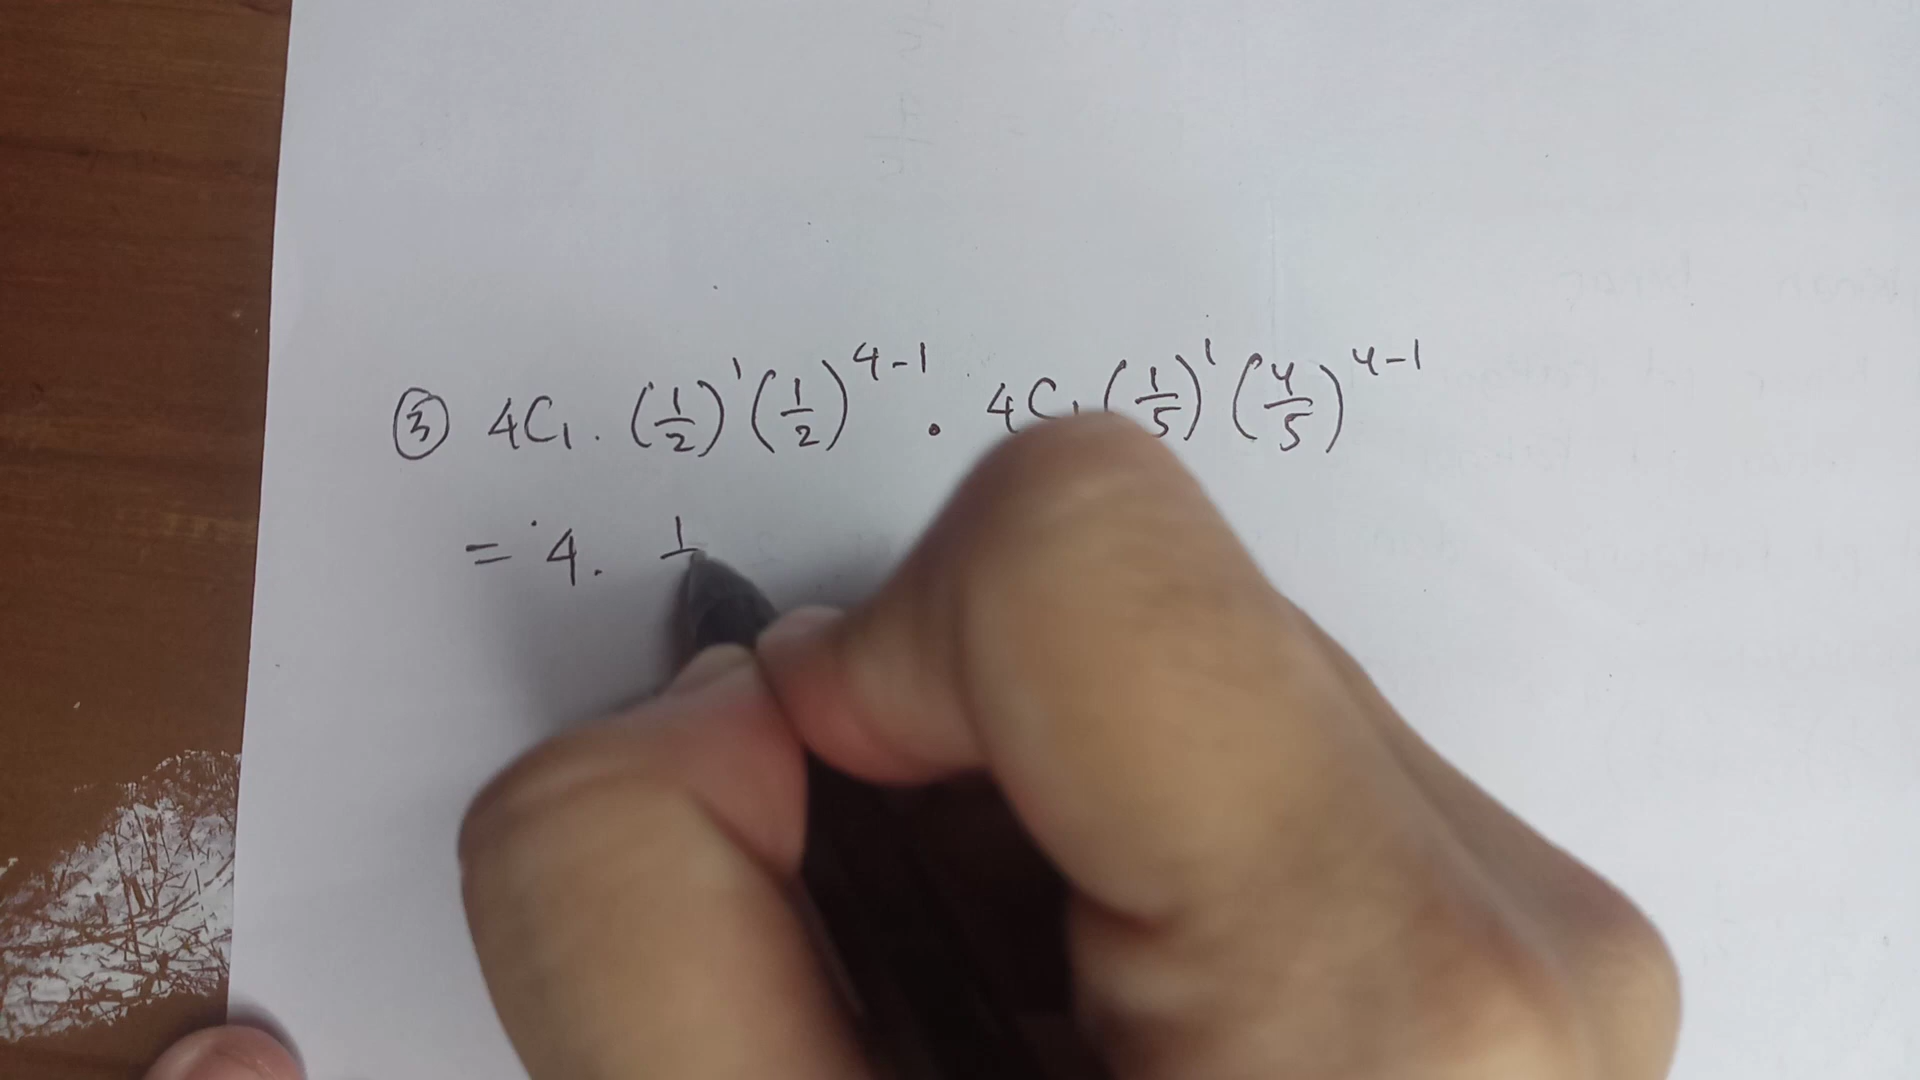 ③ 4C₁ · (1/2)¹ (1/2)⁴⁻¹ · 4C₁ (1/5)¹ (4/5)⁴⁻¹
= 4 · 1